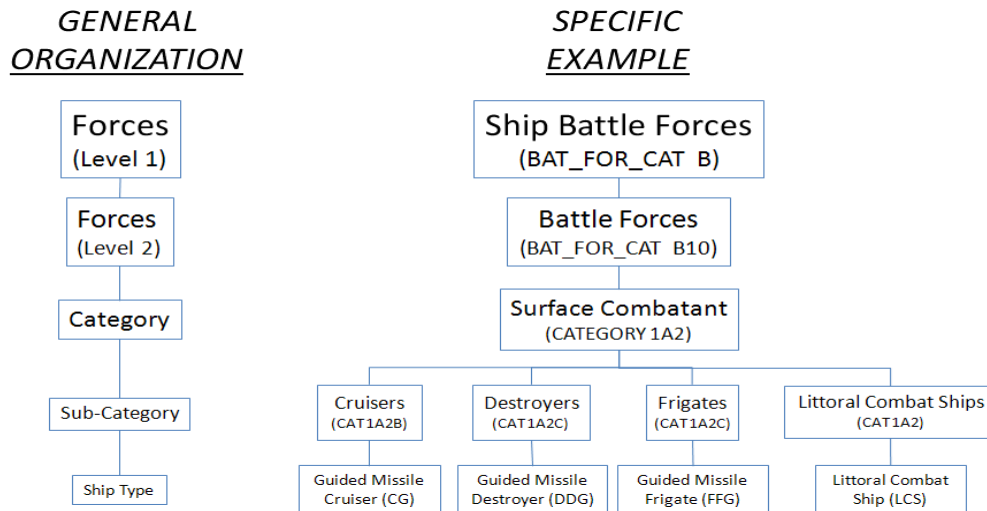 GENERAL
ORGANIZATION
Forces
(Level 1)
Forces
(Level 2)
Category
Sub-Category
Ship Type
SPECIFIC
EXAMPLE
Ship Battle Forces
(BAT_FOR_CAT B)
Battle Forces
(BAT_FOR_CAT B10)
Surface Combatant
(CATEGORY 1A2)
Cruisers
(CAT1A2B)
Destroyers
(CAT1A2C)
Frigates
(CAT1A2C)
Littoral Combat Ships
(CAT1A2)
Guided Missile
Cruiser (CG)
Guided Missile
Destroyer (DDG)
Guided Missile
Frigate (FFG)
Littoral Combat
Ship (LCS)